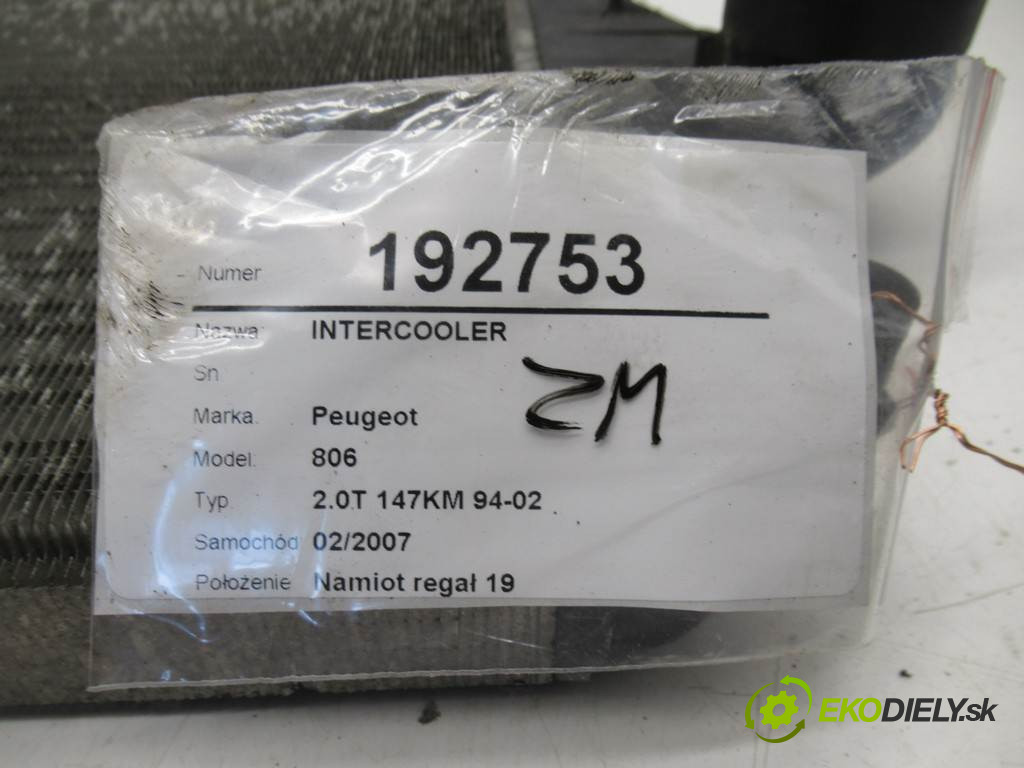 Numer 192753
Nazwa: INTERCOOLER
Sn
Marka: Peugeot
Model: 806
Typ 2.0T 147KM 94-02
Samochód 02/2007
Położenie Namiot regał 19
ZM
EKODIELY.sk